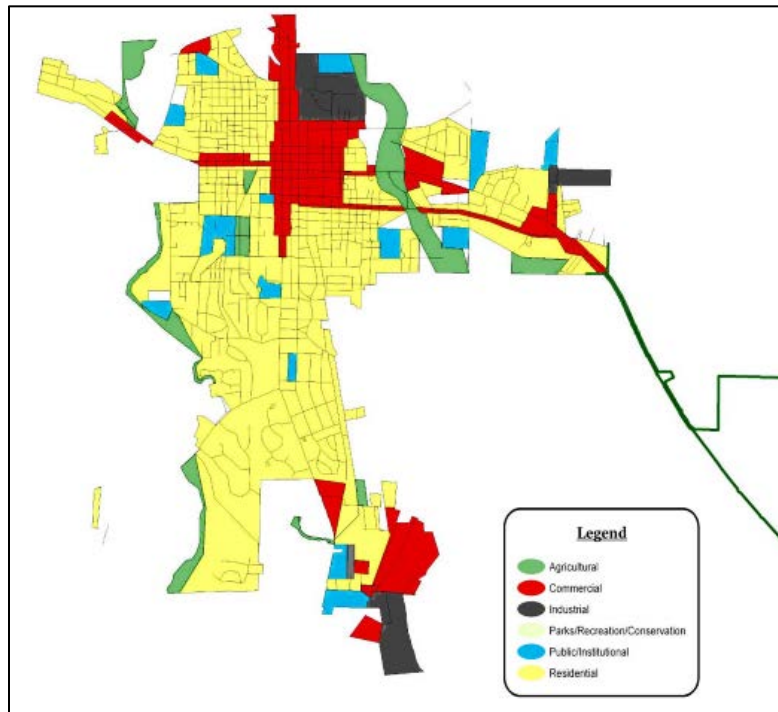 Legend
Agricultural
Commercial
Industrial
Parks/Recreation/Conservation
Public/Institutional
Residential